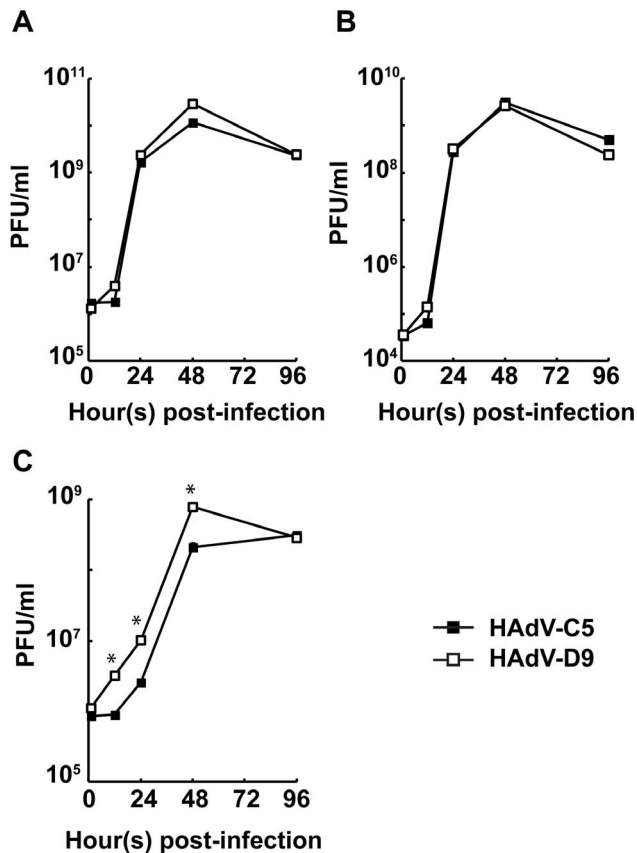 A
10^11
10^9
10^7
10^5
PFU/ml
0 24 48 72 96
Hour(s) post-infection
B
10^10
10^8
10^6
10^4
PFU/ml
0 24 48 72 96
Hour(s) post-infection
C
10^9
10^7
10^5
PFU/ml
*
*
*
0 24 48 72 96
Hour(s) post-infection
HAdV-C5
HAdV-D9